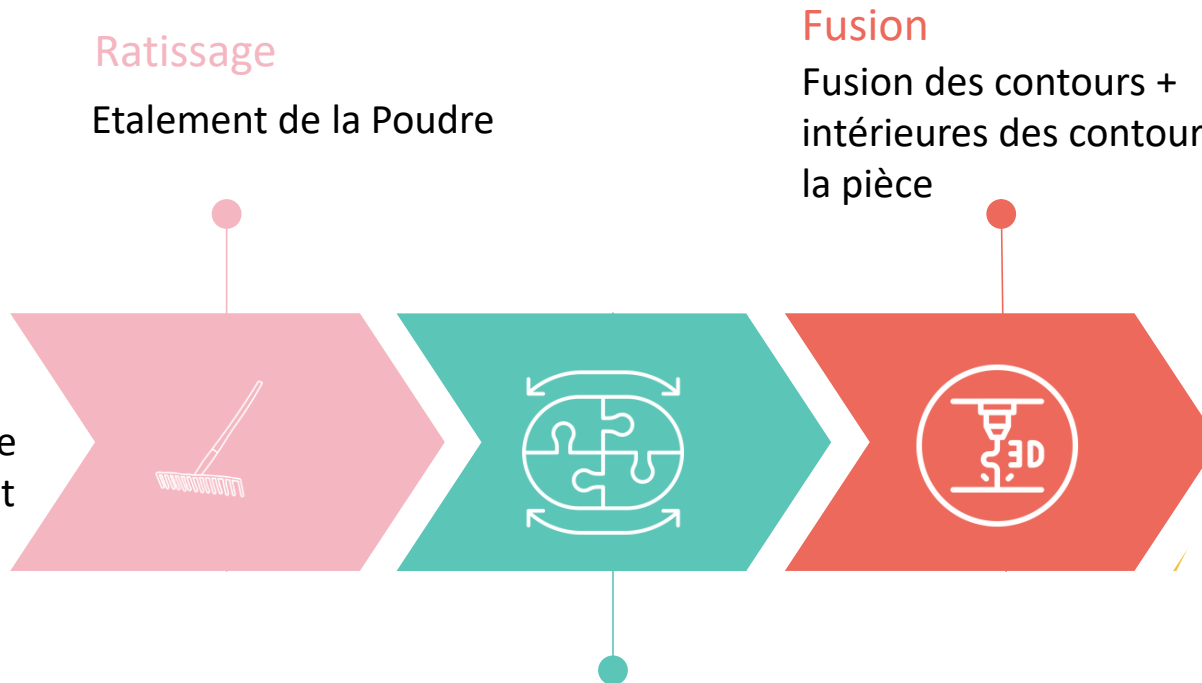 Ratissage
Etalement de la Poudre
Fusion
Fusion des contours +
intérieures des contour
la pièce
e
t
3D